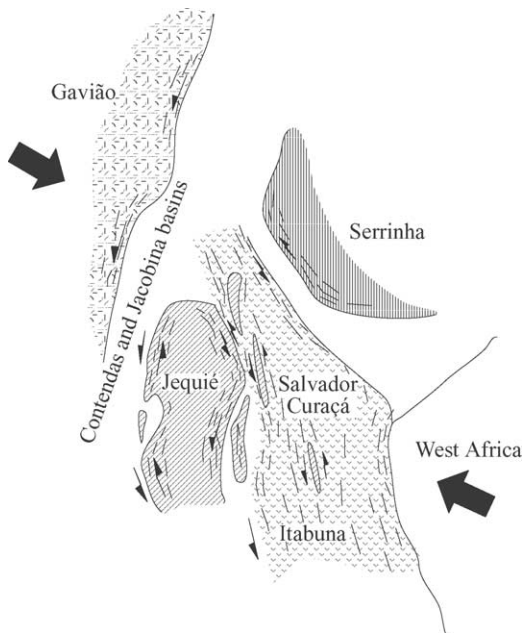 Gavião
Contendas and Jacobina basins
Serrinha
Jequié
Salvador
Curaçá
West Africa
Itabuna